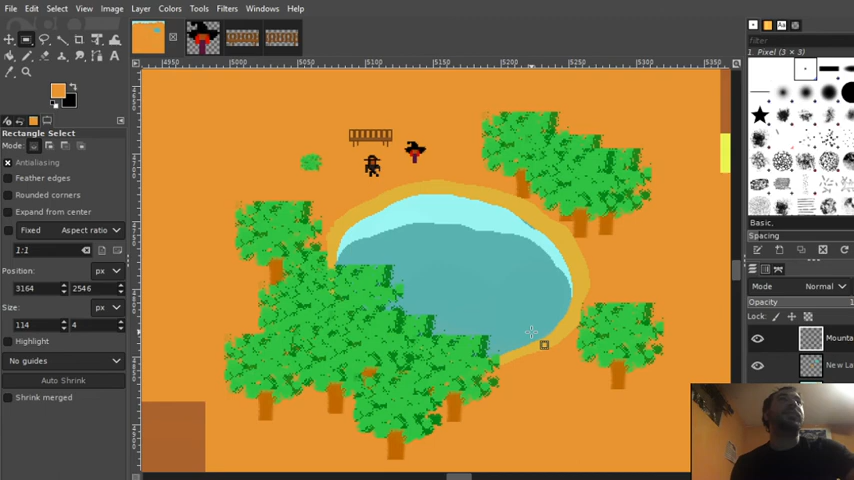 File Edit Select View Image Layer Colors Tools Filters Windows Help
4950 5000 5050 5100 5150 5200 5250 5300 5350
Rectangle Select
Mode:
Antialiasing
Feather edges
Rounded corners
Expand from center
Fixed Aspect ratio
1:1
Position: px
3164 2546
Size: px
114 4
Highlight
No guides
Auto Shrink
Shrink merged
filter
1. Pixel (3 × 3)
Basic,
Spacing
Mode Normal
Opacity
Lock:
Mounta
New La